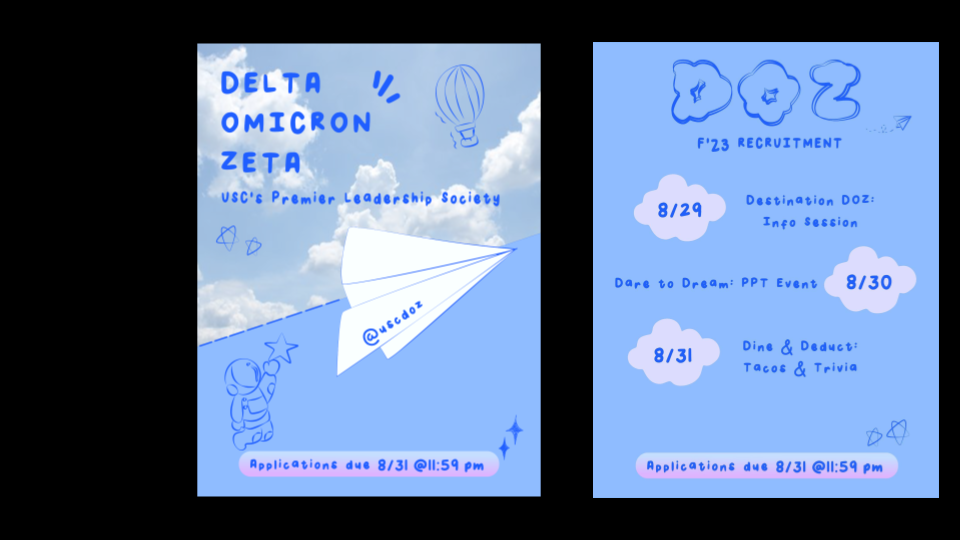 DELTA
OMICRON
ZETA
USC's Premier Leadership Society
@uscdoz
Applications due 8/31 @11:59 pm
DOZ
F'23 RECRUITMENT
8/29
Destination DOZ:
Info Session
Dare to Dream: PPT Event
8/30
8/31
Dine & Deduct:
Tacos & Trivia
Applications due 8/31 @11:59 pm